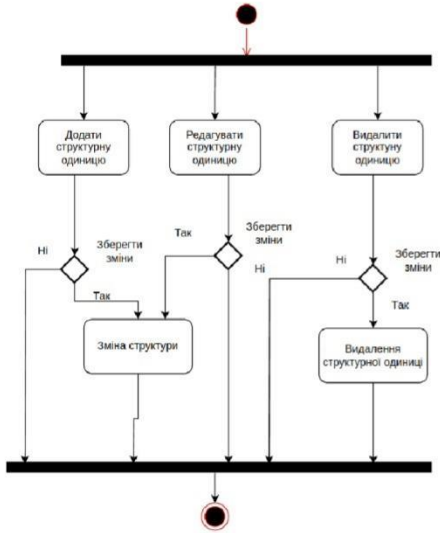 Додати
структурну
одиницю
Редагувати
структурну
одиницю
Видалити
структуну
одиницю
Ні
Зберегти
зміни
Так
Так
Зберегти
зміни
Ні
Ні
Зберегти
зміни
Так
Зміна структури
Видалення
структурної одиниці